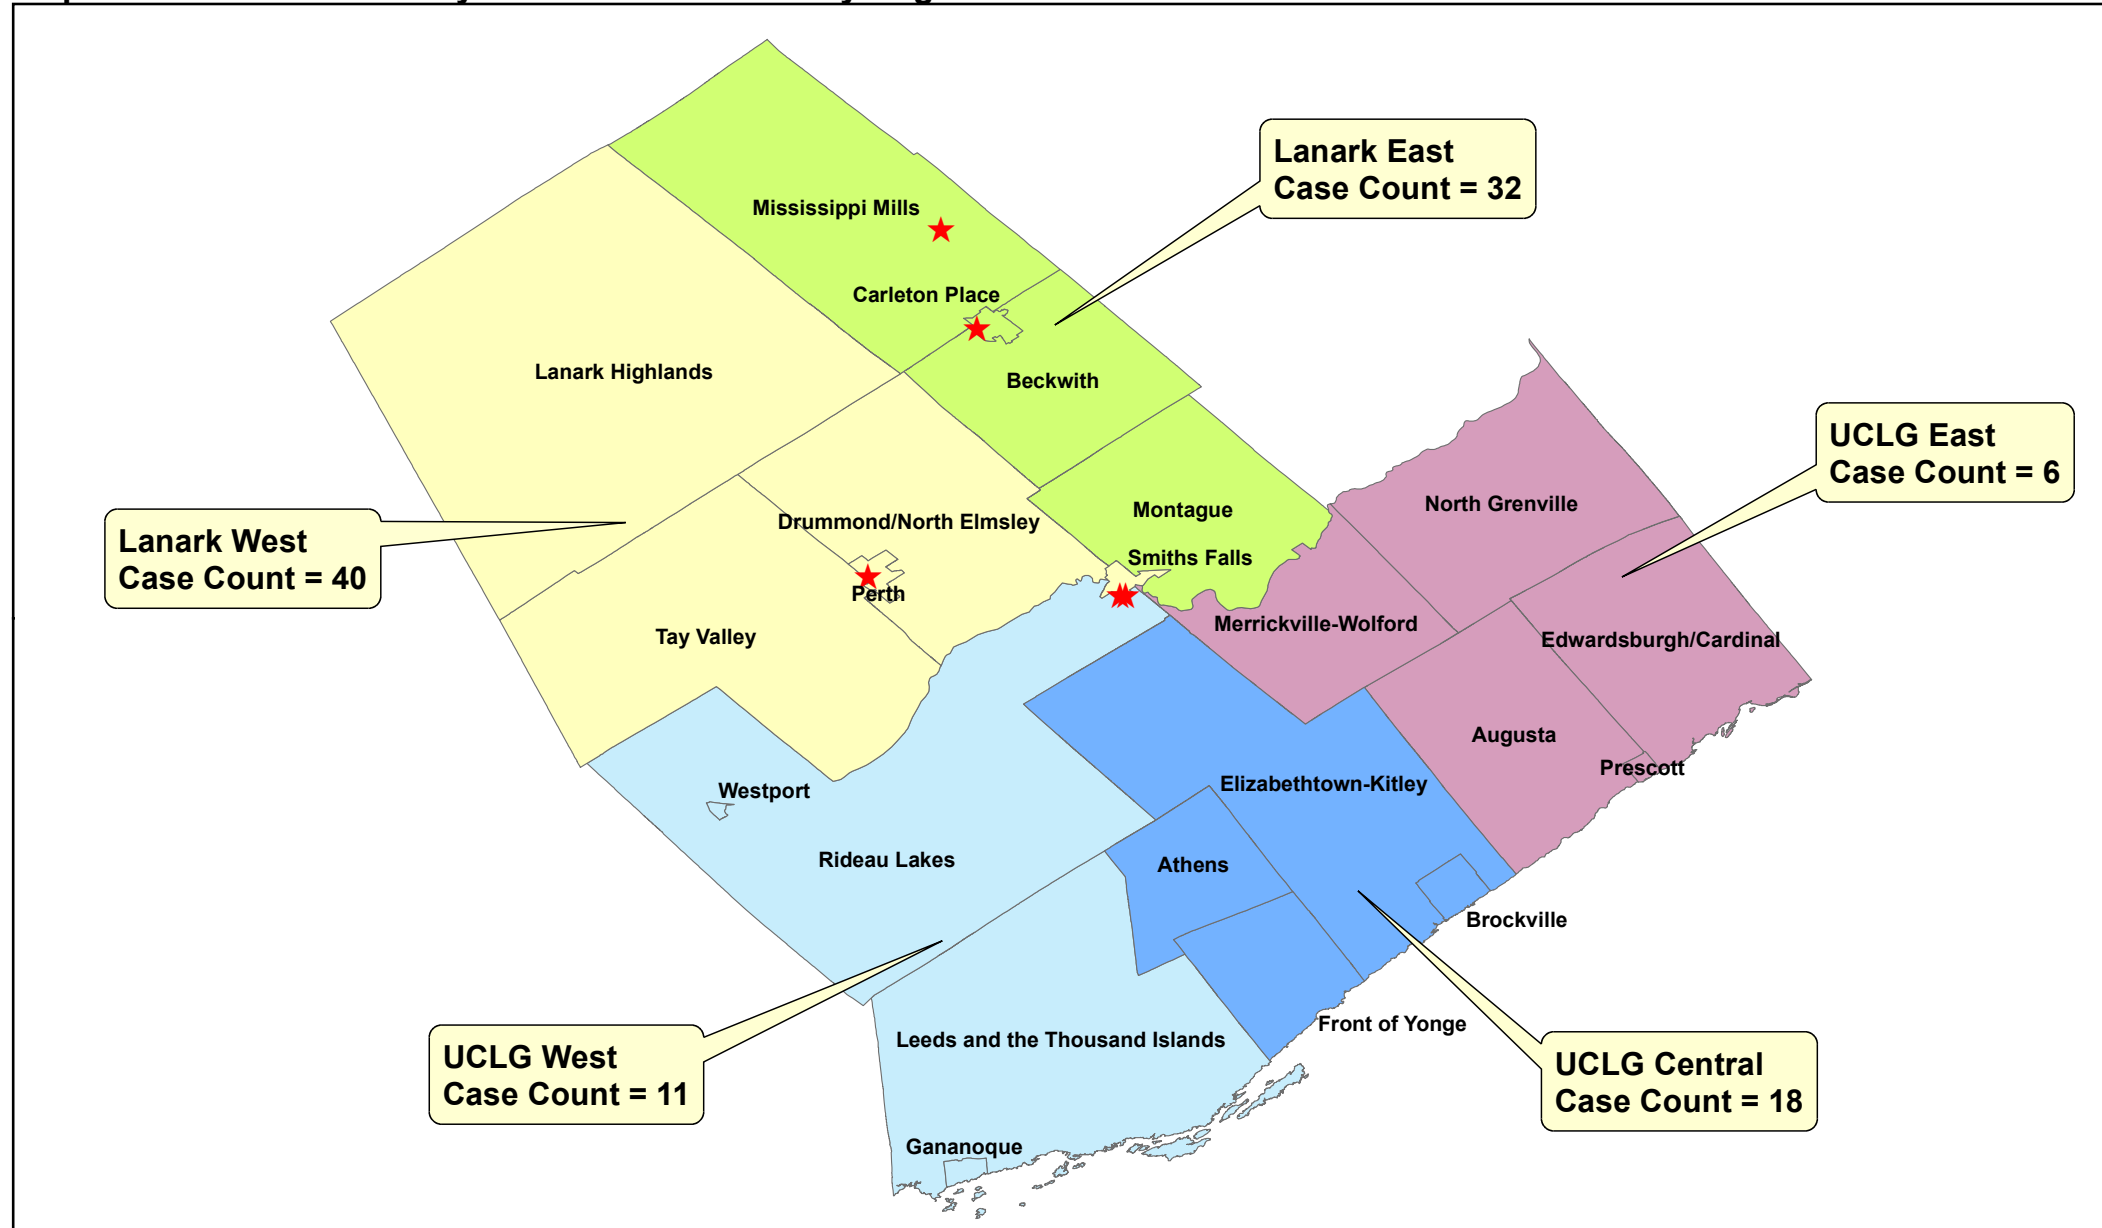 Lanark East
Case Count = 32
Mississippi Mills
Carleton Place
Lanark Highlands
Beckwith
UCLG East
Case Count = 6
North Grenville
Montague
Drummond/North Elmsley
Lanark West
Case Count = 40
Smiths Falls
Perth
Merrickville-Wolford
Tay Valley
Edwardsburgh/Cardinal
Augusta
Prescott
Westport
Elizabethtown-Kitley
Rideau Lakes
Athens
Brockville
Front of Yonge
Leeds and the Thousand Islands
UCLG West
Case Count = 11
UCLG Central
Case Count = 18
Gananoque